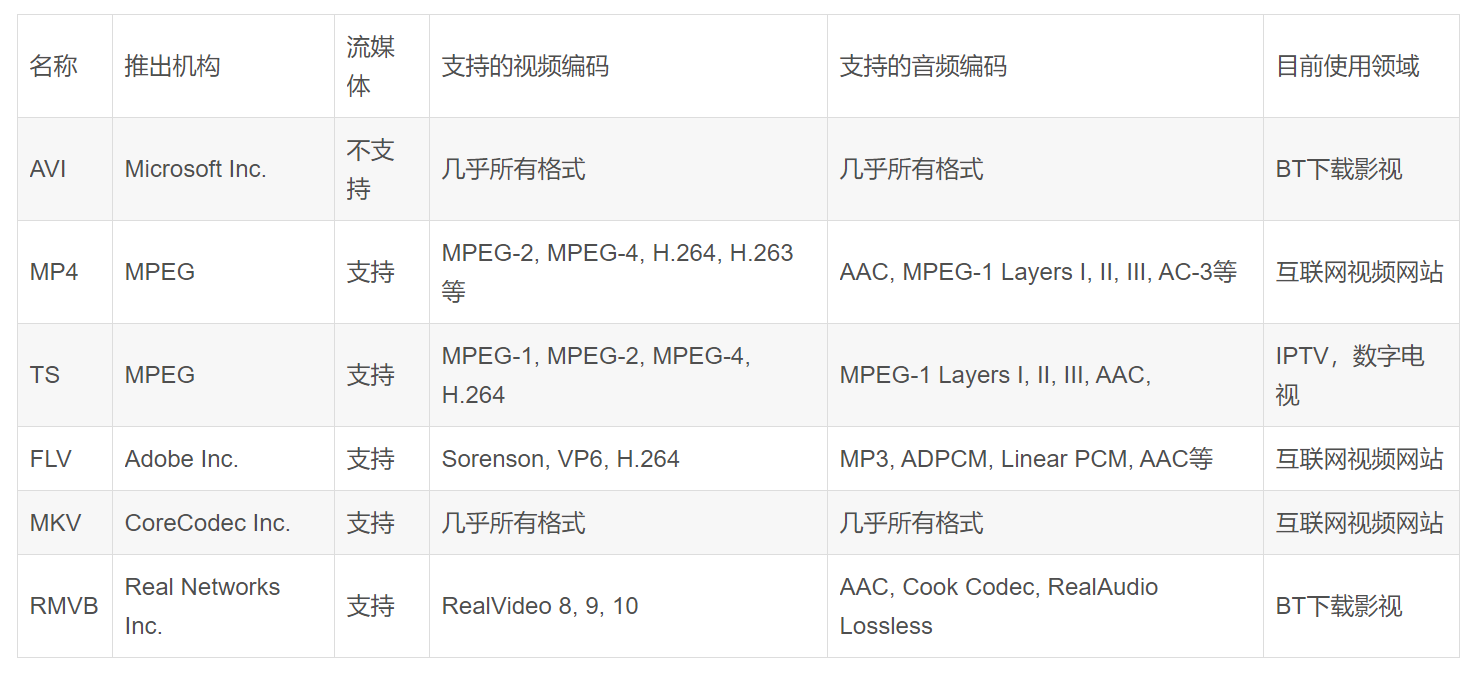 名称 推出机构 流媒体 支持的视频编码 支持的音频编码 目前使用领域
AVI Microsoft Inc. 不支持 几乎所有格式 几乎所有格式 BT下载影视
MP4 MPEG 支持 MPEG-2, MPEG-4, H.264, H.263等 AAC, MPEG-1 Layers I, II, III, AC-3等 互联网视频网站
TS MPEG 支持 MPEG-1, MPEG-2, MPEG-4, H.264 MPEG-1 Layers I, II, III, AAC, IPTV，数字电视
FLV Adobe Inc. 支持 Sorenson, VP6, H.264 MP3, ADPCM, Linear PCM, AAC等 互联网视频网站
MKV CoreCodec Inc. 支持 几乎所有格式 几乎所有格式 互联网视频网站
RMVB Real Networks Inc. 支持 RealVideo 8, 9, 10 AAC, Cook Codec, RealAudio Lossless BT下载影视